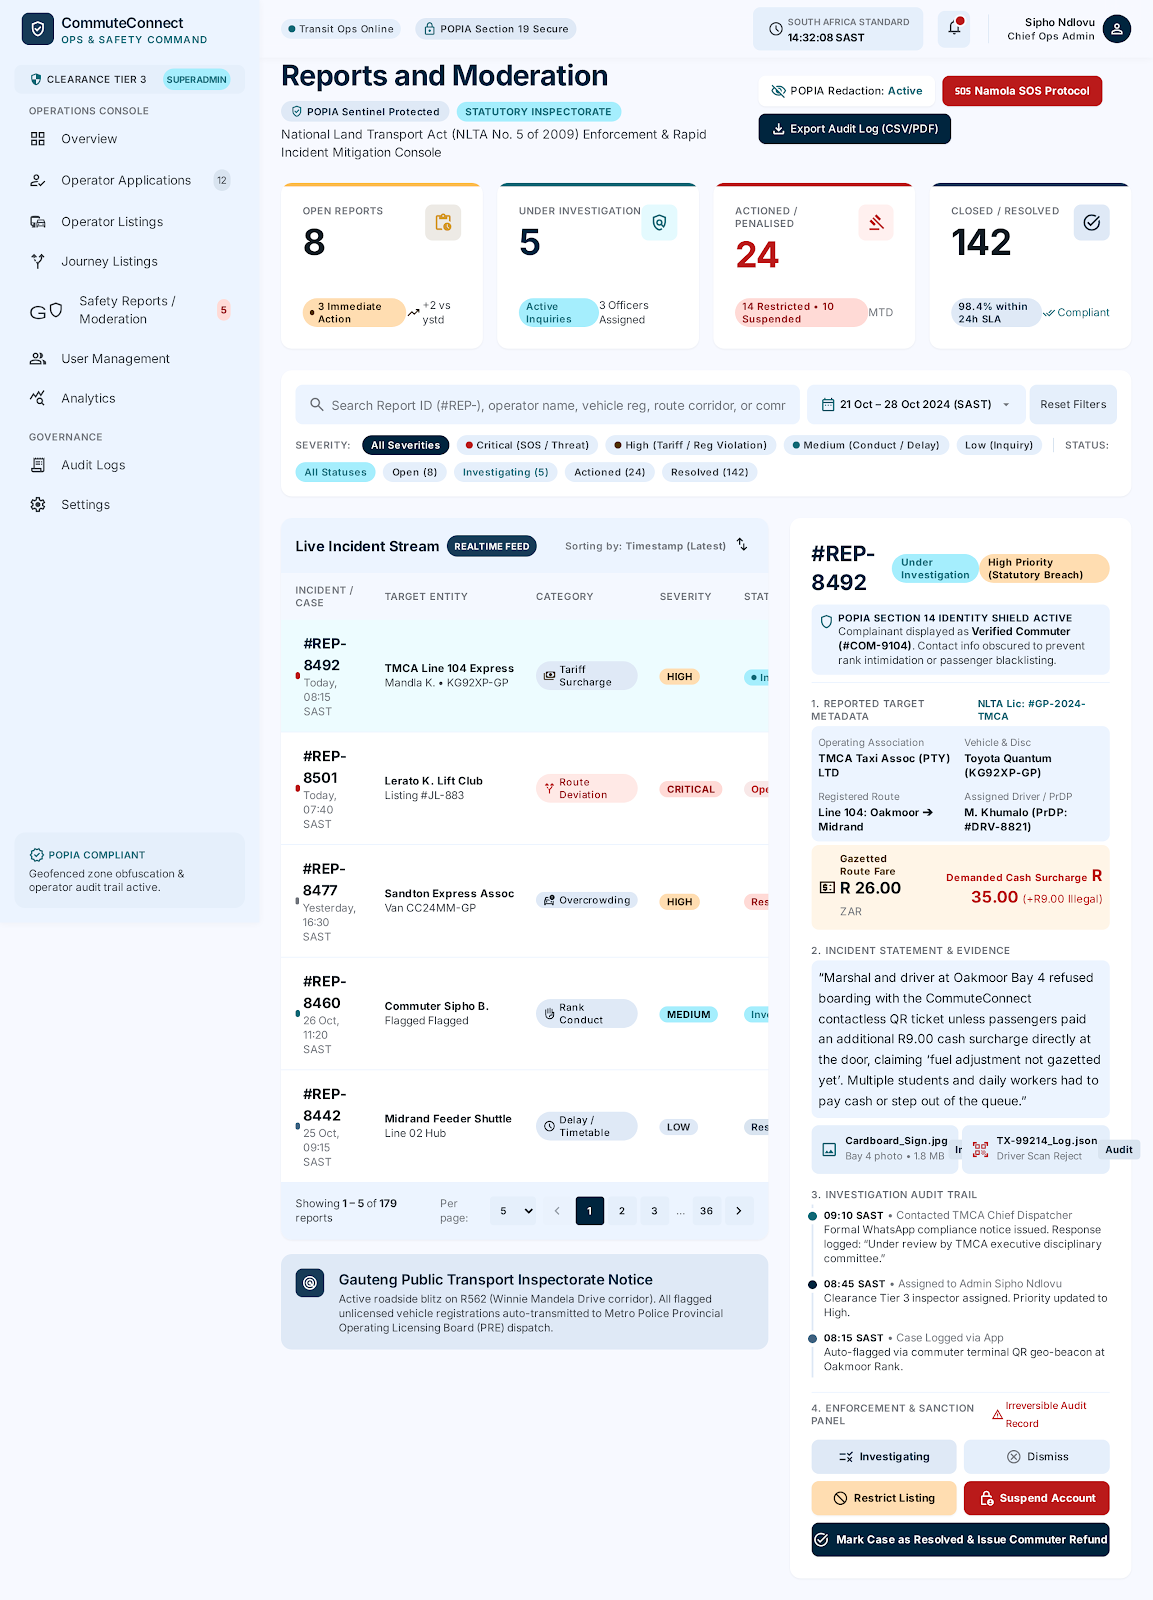 CommuteConnect
OPS & SAFETY COMMAND
CLEARANCE TIER 3
SUPERADMIN
OPERATIONS CONSOLE
Overview
Operator Applications
12
Operator Listings
Journey Listings
Safety Reports /
Moderation
5
User Management
Analytics
GOVERNANCE
Audit Logs
Settings
POPIA COMPLIANT
Geofenced zone obfuscation &
operator audit trail active.
Transit Ops Online
POPIA Section 19 Secure
SOUTH AFRICA STANDARD
14:32:08 SAST
Sipho Ndlovu
Chief Ops Admin
Reports and Moderation
POPIA Sentinel Protected
STATUTORY INSPECTORATE
National Land Transport Act (NLTA No. 5 of 2009) Enforcement & Rapid
Incident Mitigation Console
POPIA Redaction: Active
SOS Namola SOS Protocol
Export Audit Log (CSV/PDF)
OPEN REPORTS
8
• 3 Immediate
Action
+2 vs
ystd
UNDER INVESTIGATION
5
Active
Inquiries
3 Officers
Assigned
ACTIONED /
PENALISED
24
14 Restricted • 10
Suspended
MTD
CLOSED / RESOLVED
142
98.4% within
24h SLA
Compliant
Search Report ID (#REP-), operator name, vehicle reg, route corridor, or comr
21 Oct – 28 Oct 2024 (SAST)
Reset Filters
SEVERITY:
All Severities
Critical (SOS / Threat)
High (Tariff / Reg Violation)
Medium (Conduct / Delay)
Low (Inquiry)
STATUS:
All Statuses
Open (8)
Investigating (5)
Actioned (24)
Resolved (142)
Live Incident Stream
REALTIME FEED
Sorting by: Timestamp (Latest)
INCIDENT /
CASE
TARGET ENTITY
CATEGORY
SEVERITY
STAT
#REP-
8492
Today,
08:15
SAST
TMCA Line 104 Express
Mandla K. • KG92XP-GP
Tariff
Surcharge
HIGH
• In
#REP-
8501
Today,
07:40
SAST
Lerato K. Lift Club
Listing #JL-883
Route
Deviation
CRITICAL
Ope
#REP-
8477
Yesterday,
16:30
SAST
Sandton Express Assoc
Van CC24MM-GP
Overcrowding
HIGH
Res
#REP-
8460
26 Oct,
11:20
SAST
Commuter Sipho B.
Flagged Flagged
Rank
Conduct
MEDIUM
Inve
#REP-
8442
25 Oct,
09:15
SAST
Midrand Feeder Shuttle
Line 02 Hub
Delay /
Timetable
LOW
Res
Showing 1 – 5 of 179
reports
Per
page:
5
1
2
3
...
36
Gauteng Public Transport Inspectorate Notice
Active roadside blitz on R562 (Winnie Mandela Drive corridor). All flagged
unlicensed vehicle registrations auto-transmitted to Metro Police Provincial
Operating Licensing Board (PRE) dispatch.
#REP-
8492
Under
Investigation
High Priority
(Statutory Breach)
POPIA SECTION 14 IDENTITY SHIELD ACTIVE
Complainant displayed as Verified Commuter
(#COM-9104). Contact info obscured to prevent
rank intimidation or passenger blacklisting.
1. REPORTED TARGET
METADATA
NLTA Lic: #GP-2024-
TMCA
Operating Association
TMCA Taxi Assoc (PTY)
LTD
Vehicle & Disc
Toyota Quantum
(KG92XP-GP)
Registered Route
Line 104: Oakmoor ➔
Midrand
Assigned Driver / PrDP
M. Khumalo (PrDP:
#DRV-8821)
Gazetted
Route Fare
R 26.00
ZAR
Demanded Cash Surcharge R
35.00 (+R9.00 Illegal)
2. INCIDENT STATEMENT & EVIDENCE
“Marshal and driver at Oakmoor Bay 4 refused
boarding with the CommuteConnect
contactless QR ticket unless passengers paid
an additional R9.00 cash surcharge directly at
the door, claiming ‘fuel adjustment not gazetted
yet’. Multiple students and daily workers had to
pay cash or step out of the queue.”
Cardboard_Sign.jpg
Bay 4 photo • 1.8 MB
TX-99214_Log.json
Driver Scan Reject
Audit
3. INVESTIGATION AUDIT TRAIL
09:10 SAST • Contacted TMCA Chief Dispatcher
Formal WhatsApp compliance notice issued. Response
logged: “Under review by TMCA executive disciplinary
committee.”
08:45 SAST • Assigned to Admin Sipho Ndlovu
Clearance Tier 3 inspector assigned. Priority updated to
High.
08:15 SAST • Case Logged via App
Auto-flagged via commuter terminal QR geo-beacon at
Oakmoor Rank.
4. ENFORCEMENT & SANCTION
PANEL
Irreversible Audit
Record
Investigating
Dismiss
Restrict Listing
Suspend Account
Mark Case as Resolved & Issue Commuter Refund